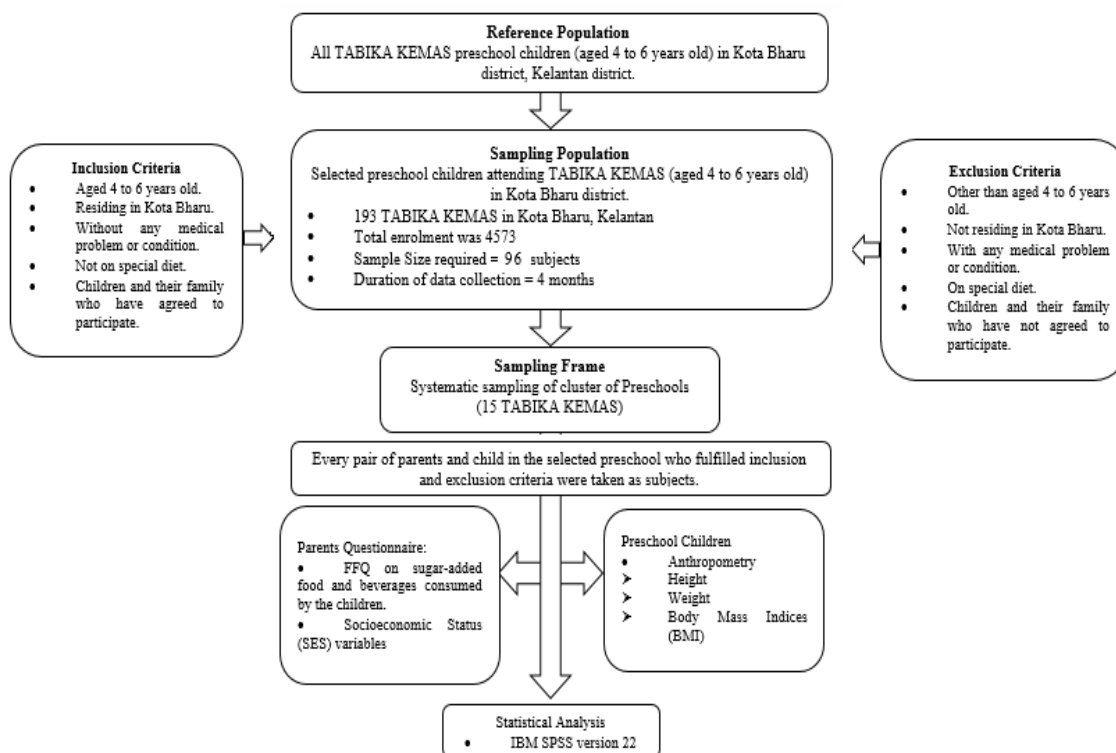 Reference Population
All TABIKA KEMAS preschool children (aged 4 to 6 years old) in Kota Bharu
district, Kelantan district.
Inclusion Criteria
• Aged 4 to 6 years old.
• Residing in Kota Bharu.
• Without any medical
problem or condition.
• Not on special diet.
• Children and their family
who have agreed to
participate.
Sampling Population
Selected preschool children attending TABIKA KEMAS (aged 4 to 6 years old)
in Kota Bharu district.
• 193 TABIKA KEMAS in Kota Bharu, Kelantan
• Total enrolment was 4573
• Sample Size required = 96 subjects
• Duration of data collection = 4 months
Exclusion Criteria
• Other than aged 4 to 6 years
old.
• Not residing in Kota Bharu.
• With any medical problem
or condition.
• On special diet.
• Children and their family
who have not agreed to
participate.
Sampling Frame
Systematic sampling of cluster of Preschools
(15 TABIKA KEMAS)
Every pair of parents and child in the selected preschool who fulfilled inclusion
and exclusion criteria were taken as subjects.
Parents Questionnaire:
• FFQ on sugar-added
food and beverages consumed
by the children.
• Socioeconomic Status
(SES) variables
Preschool Children
• Anthropometry
➢ Height
➢ Weight
➢ Body Mass Indices
(BMI)
Statistical Analysis
• IBM SPSS version 22